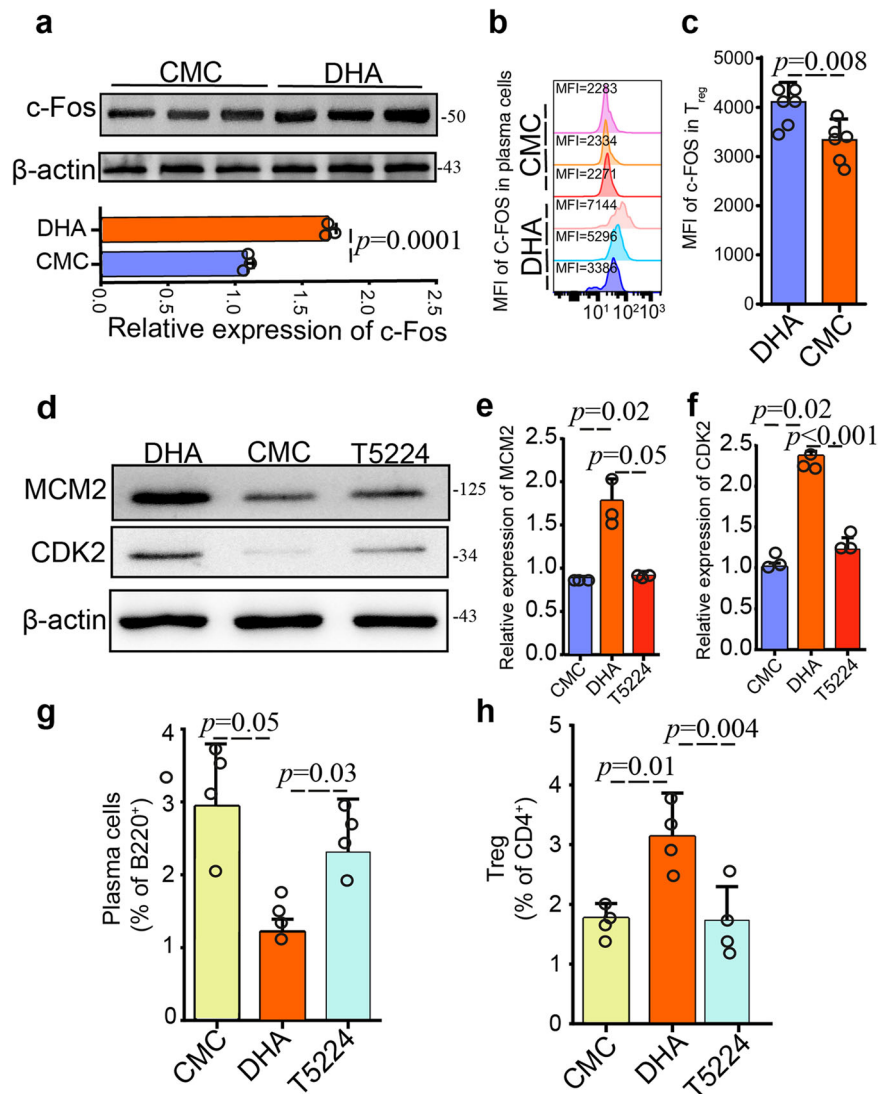 a
CMC DHA
c-Fos
-50
β-actin
-43
DHA
CMC
p=0.0001
0.0 0.5 1.0 1.5 2.0 2.5
Relative expression of c-Fos
b
MFI of C-FOS in plasma cells
CMC
DHA
MFI=2283
MFI=2334
MFI=2271
MFI=7144
MFI=5296
MFI=3386
10¹ 10² 10³
c
p=0.008
MFI of c-FOS in Treg
5000
4000
3000
2000
1000
0
DHA CMC
d
DHA CMC T5224
MCM2
-125
CDK2
-34
β-actin
-43
e
p=0.02
p=0.05
Relative expression of MCM2
2.5
2.0
1.5
1.0
0.5
0.0
CMC DHA T5224
f
p=0.02
p<0.001
Relative expression of CDK2
2.5
2.0
1.5
1.0
0.5
0.0
CMC DHA T5224
g
p=0.05
p=0.03
Plasma cells
(% of B220⁺)
4
3
2
1
0
CMC DHA T5224
h
p=0.004
p=0.01
Treg
(% of CD4⁺)
5
4
3
2
1
0
CMC DHA T5224